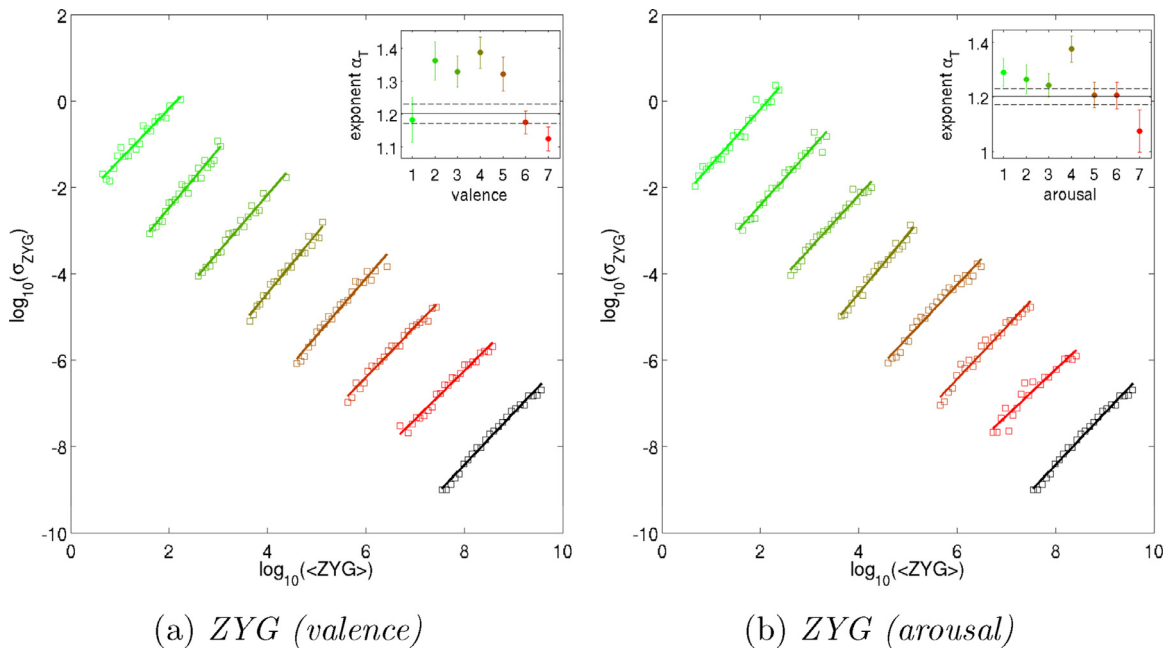 2
0
-2
-4
-6
-8
-10
0 2 4 6 8 10
log10(σZYG)
log10(<ZYG>)
1.4
1.3
1.2
1.1
exponent αT
1 2 3 4 5 6 7
valence
(a) ZYG (valence)
2
0
-2
-4
-6
-8
-10
0 2 4 6 8 10
log10(σZYG)
log10(<ZYG>)
1.4
1.2
1
exponent αT
1 2 3 4 5 6 7
arousal
(b) ZYG (arousal)